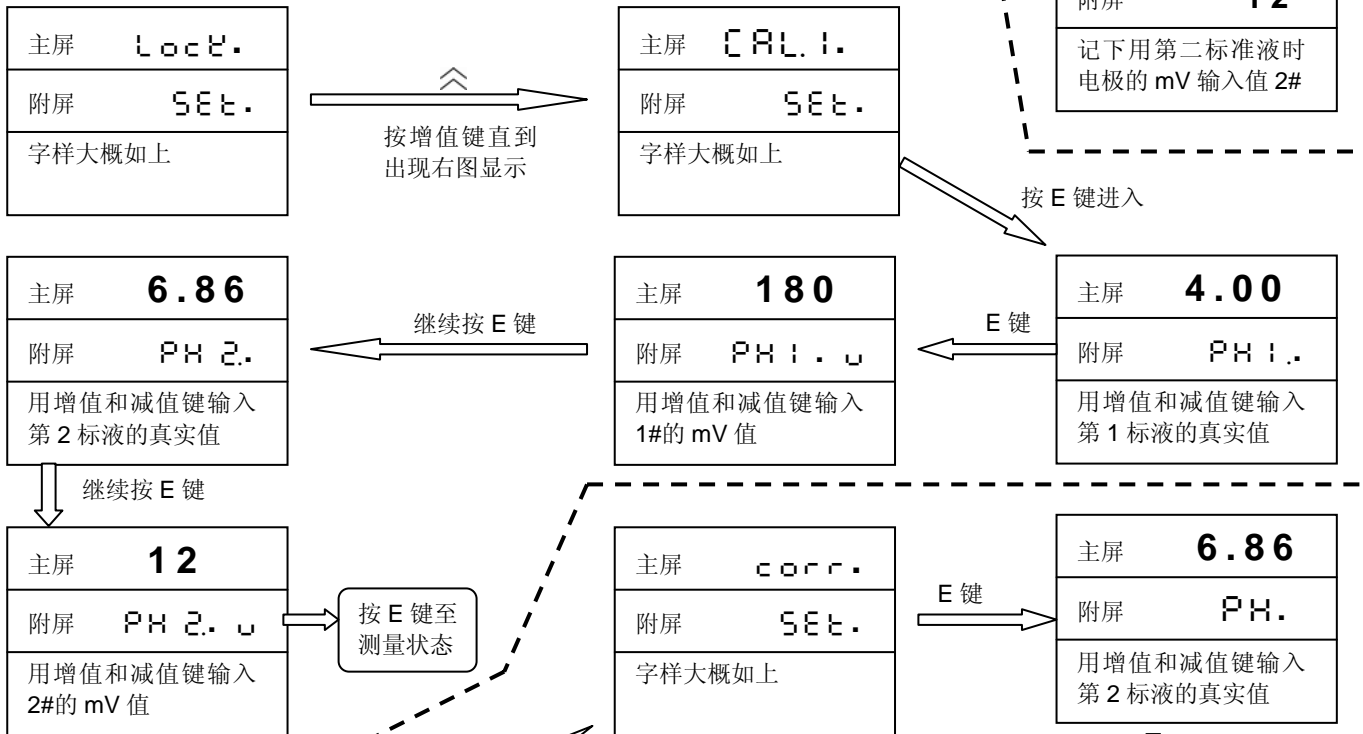 附屏 12
记下用第二标准液时
电极的 mV 输入值 2#
主屏 LocK.
附屏 SEt.
字样大概如上
按增值键直到
出现右图显示
主屏 CAL.1.
附屏 SEt.
字样大概如上
按 E 键进入
主屏 4.00
附屏 PH1..
用增值和减值键输入
第 1 标液的真实值
E 键
主屏 180
附屏 PH1. u
用增值和减值键输入
1#的 mV 值
继续按 E 键
主屏 6.86
附屏 PH 2..
用增值和减值键输入
第 2 标液的真实值
继续按 E 键
主屏 12
附屏 PH 2.. u
用增值和减值键输入
2#的 mV 值
按 E 键至
测量状态
主屏 corr.
附屏 SEt.
字样大概如上
E 键
主屏 6.86
附屏 PH.
用增值和减值键输入
第 2 标液的真实值